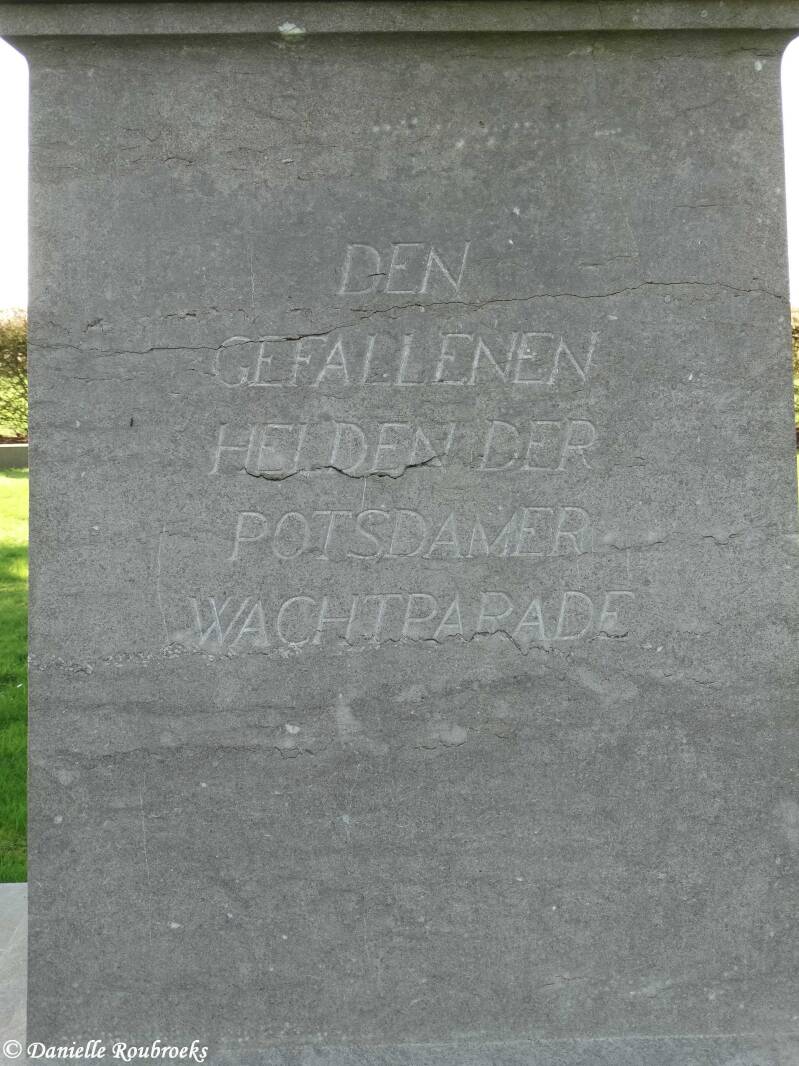 DEN
GEFALLENEN
HELDEN DER
POTSDAMER
WACHTPARADE
© Danielle Roubroeks